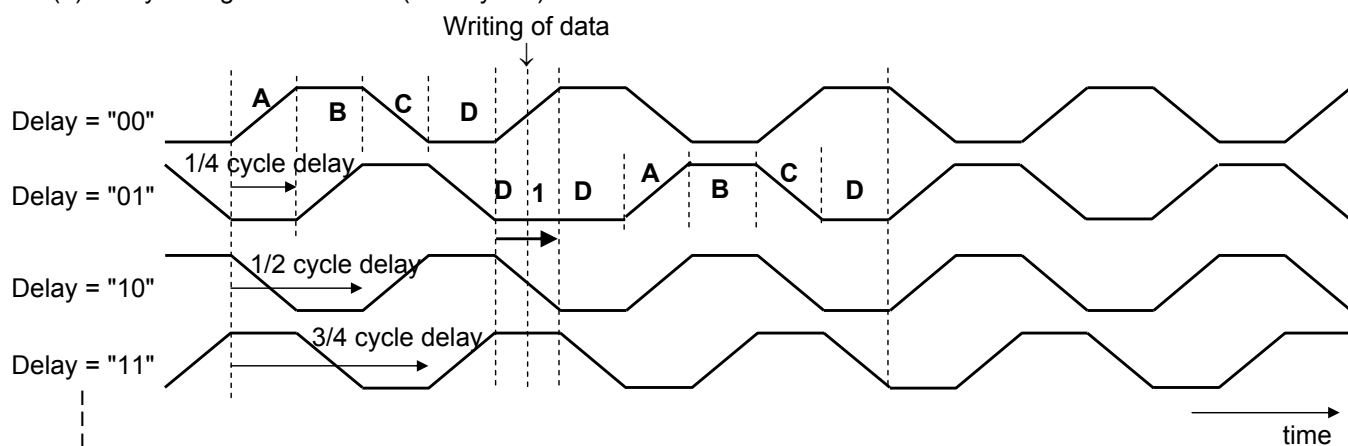 Writing of data
A B C D
Delay = "00"
1/4 cycle delay
Delay = "01"
D 1 D A B C D
Delay = "10"
1/2 cycle delay
Delay = "11"
3/4 cycle delay
time